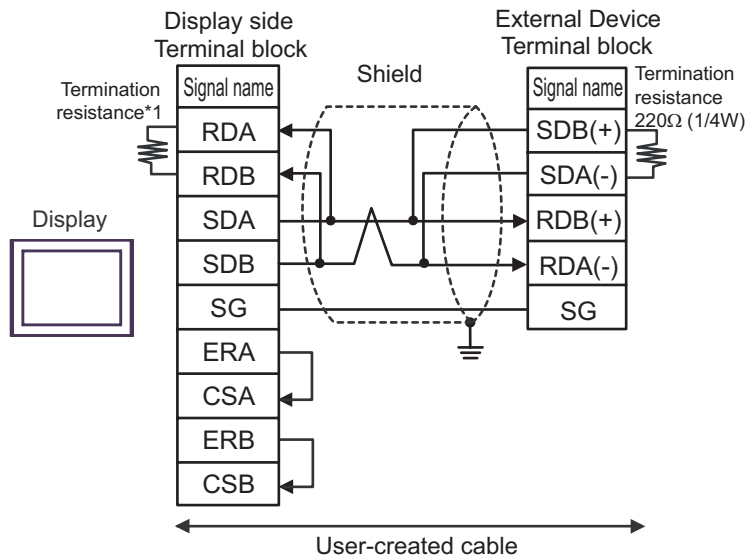 Display side
Terminal block
External Device
Terminal block
Shield
Termination
resistance*1
Termination
resistance
220Ω (1/4W)
Display
Signal name
RDA
RDB
SDA
SDB
SG
ERA
CSA
ERB
CSB
Signal name
SDB(+)
SDA(-)
RDB(+)
RDA(-)
SG
User-created cable